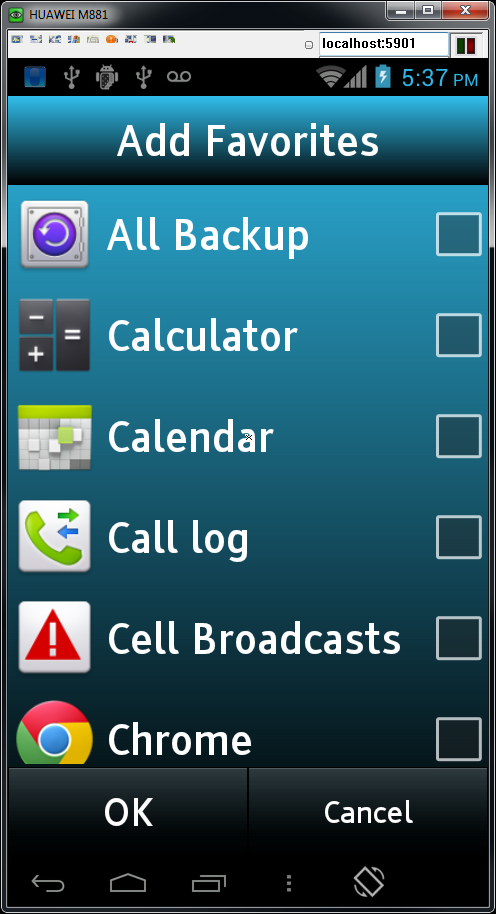 HUAWEI M881
localhost:5901
5:37 PM
Add Favorites
All Backup
Calculator
Calendar
Call log
Cell Broadcasts
Chrome
OK
Cancel